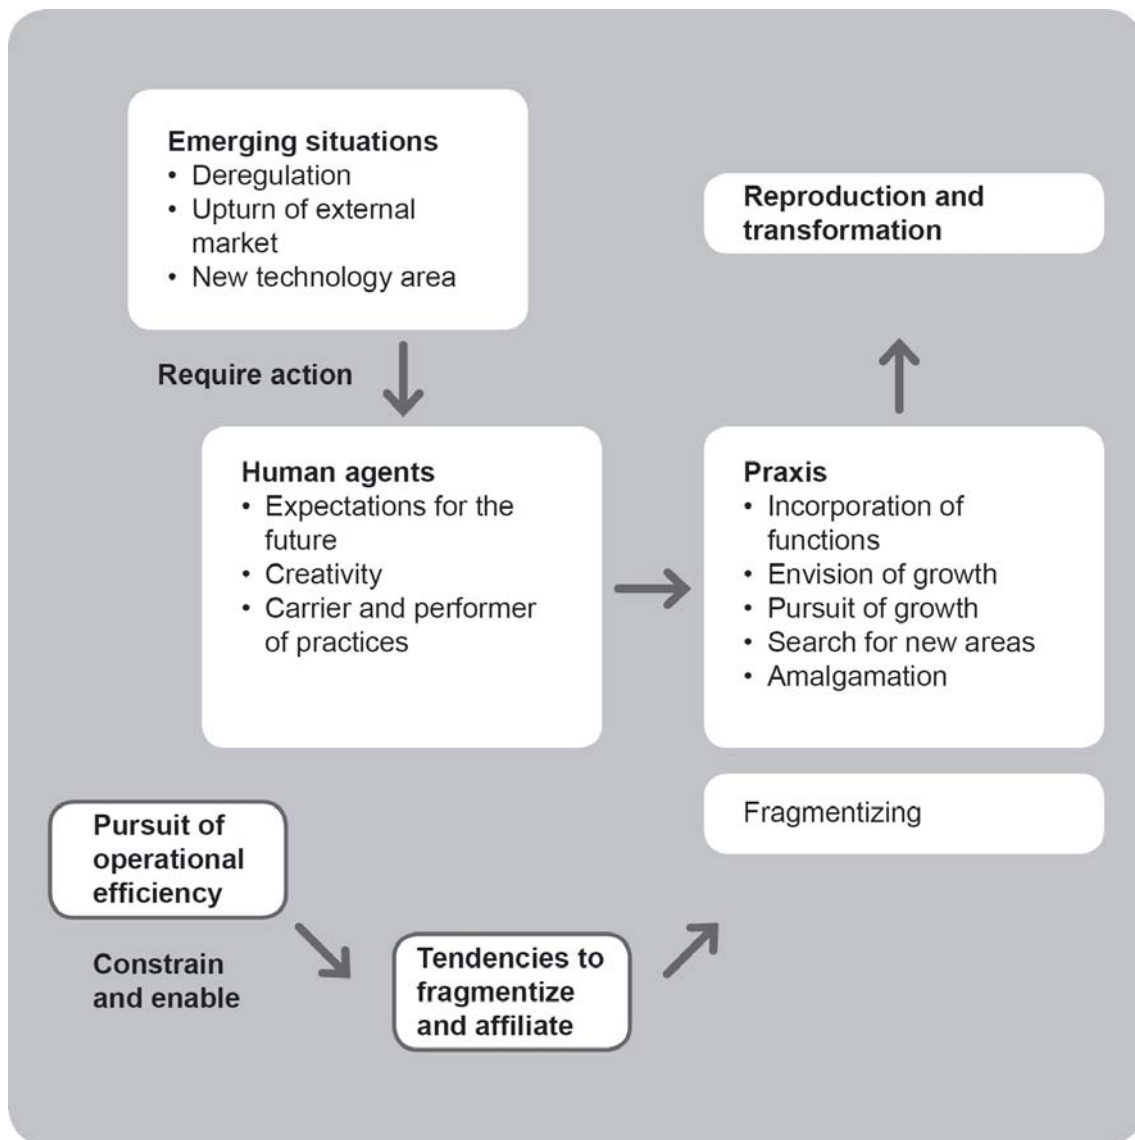 Emerging situations
• Deregulation
• Upturn of external
market
• New technology area
Reproduction and
transformation
Require action
Human agents
• Expectations for the
future
• Creativity
• Carrier and performer
of practices
Praxis
• Incorporation of
functions
• Envision of growth
• Pursuit of growth
• Search for new areas
• Amalgamation
Fragmentizing
Pursuit of
operational
efficiency
Constrain
and enable
Tendencies to
fragmentize
and affiliate